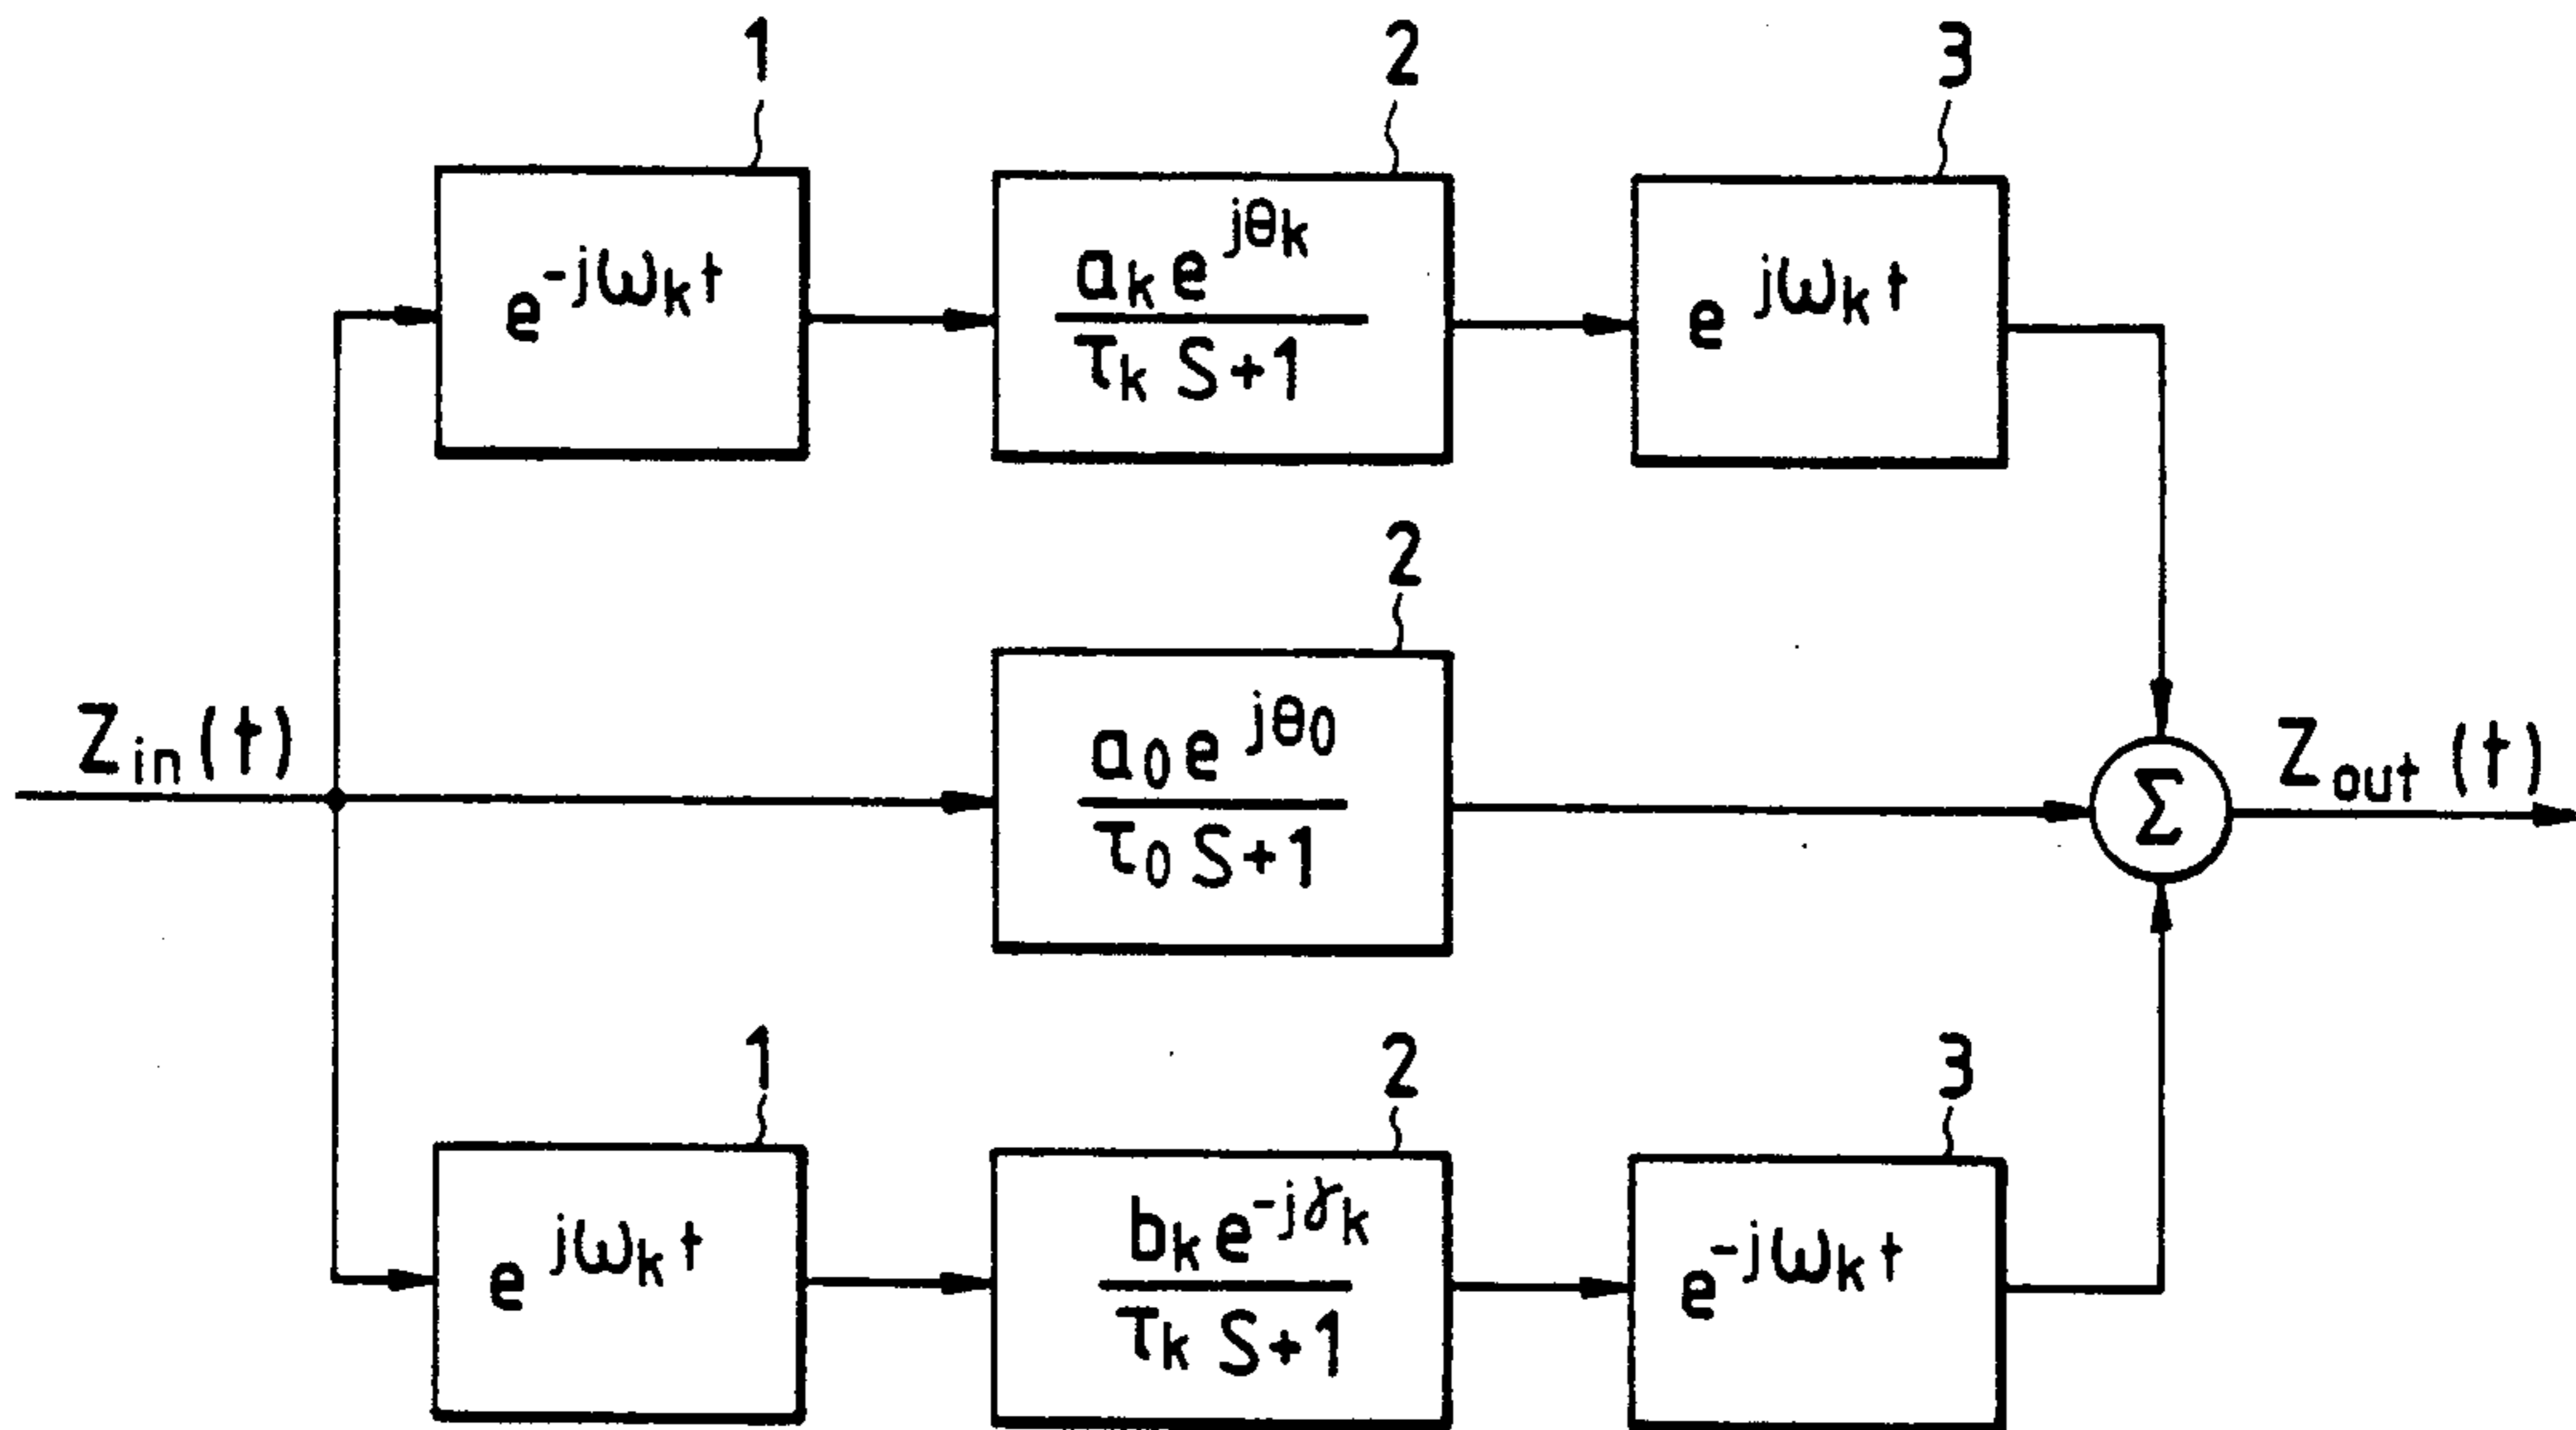 1 2 3
e^{-jω_k t} a_k e^{jθ_k} / τ_k S+1 e^{jω_k t}
2
Z_in(t) a_0 e^{jθ_0} / τ_0 S+1 Σ Z_out(t)
1 2 3
e^{jω_k t} b_k e^{-jγ_k} / τ_k S+1 e^{-jω_k t}